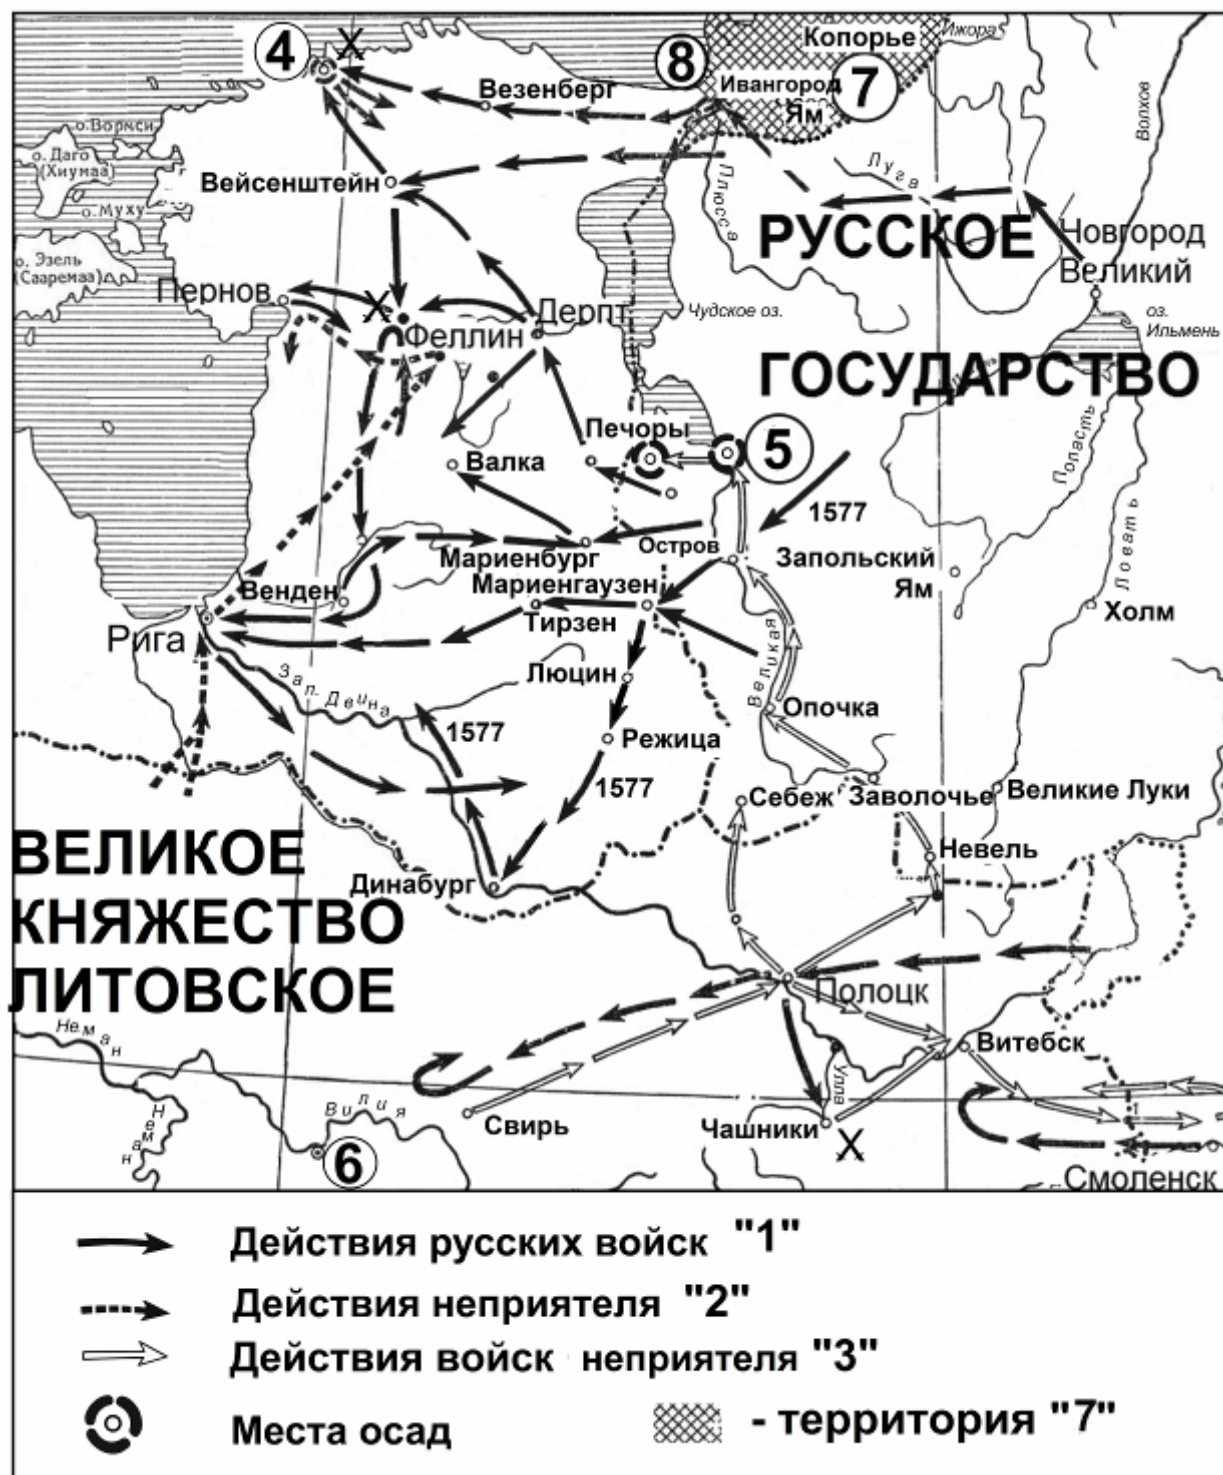 4
X
8
Копорье
Ижора
7
Везенберг
Ивангород
Ям
Волхов
о. Воркси
о. Даго
(Хиумаа)
Вейсенштейн
Плюсса
Луга
о. Муху
РУССКОЕ
Новгород
Великий
о. Эзель
(Сааремаа)
Пернов
X
Дерпт
Чудское оз.
оз.
Ильмень
Феллин
ГОСУДАРСТВО
Печоры
5
Валка
Попасть
1577
Ловать
Мариенбург
Остров
Запольский
Ям
Венден
Мариенгаузен
Тирзен
Холм
Рига
Великая
Люцин
Зап. Двина
Опочка
1577
Режица
1577
Себеж
Заволочье
Великие Луки
ВЕЛИКОЕ
Невель
Динабург
КНЯЖЕСТВО
ЛИТОВСКОЕ
Полоцк
Неман
Витебск
Улла
Неман
Вилия
Свирь
Чашники
X
6
Смоленск
Действия русских войск "1"
Действия неприятеля "2"
Действия войск неприятеля "3"
Места осад
- территория "7"